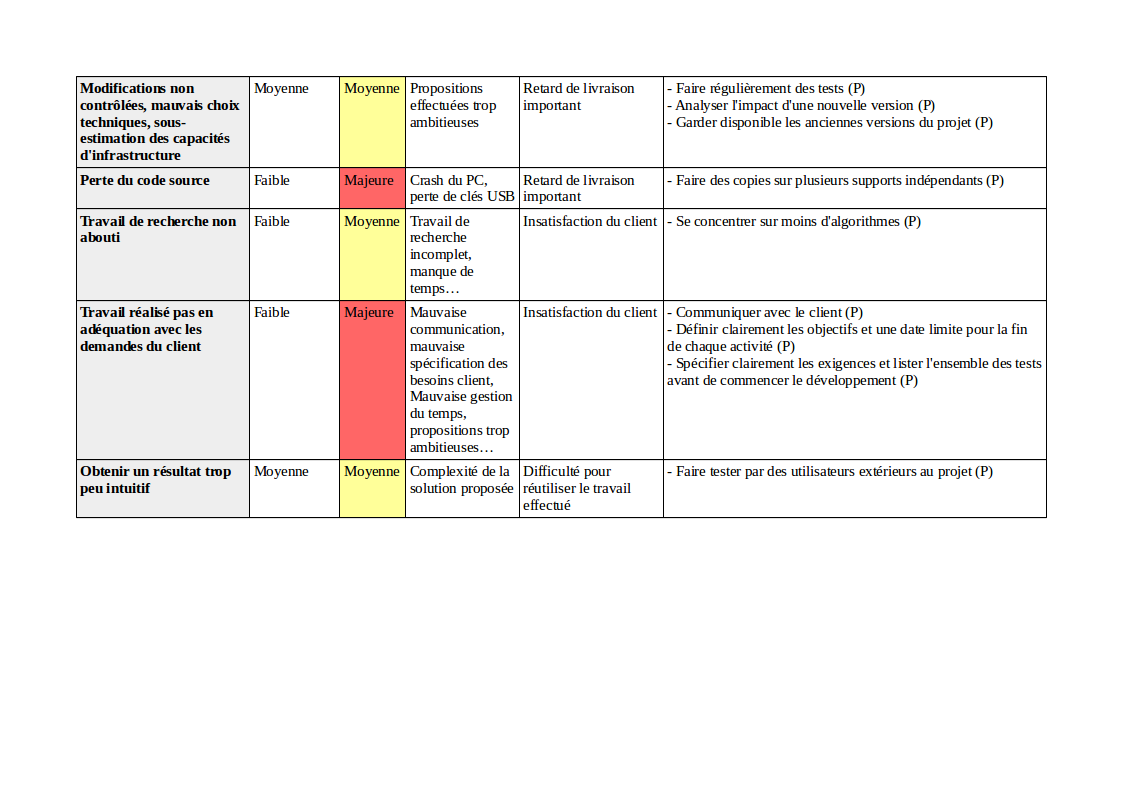 Modifications non
contrôlées, mauvais choix
techniques, sous-
estimation des capacités
d'infrastructure
Moyenne
Moyenne
Propositions
effectuées trop
ambitieuses
Retard de livraison
important
- Faire régulièrement des tests (P)
- Analyser l'impact d'une nouvelle version (P)
- Garder disponible les anciennes versions du projet (P)
Perte du code source
Faible
Majeure
Crash du PC,
perte de clés USB
Retard de livraison
important
- Faire des copies sur plusieurs supports indépendants (P)
Travail de recherche non
abouti
Faible
Moyenne
Travail de
recherche
incomplet,
manque de
temps…
Insatisfaction du client
- Se concentrer sur moins d'algorithmes (P)
Travail réalisé pas en
adéquation avec les
demandes du client
Faible
Majeure
Mauvaise
communication,
mauvaise
spécification des
besoins client,
Mauvaise gestion
du temps,
propositions trop
ambitieuses…
Insatisfaction du client
- Communiquer avec le client (P)
- Définir clairement les objectifs et une date limite pour la fin
de chaque activité (P)
- Spécifier clairement les exigences et lister l'ensemble des tests
avant de commencer le développement (P)
Obtenir un résultat trop
peu intuitif
Moyenne
Moyenne
Complexité de la
solution proposée
Difficulté pour
réutiliser le travail
effectué
- Faire tester par des utilisateurs extérieurs au projet (P)